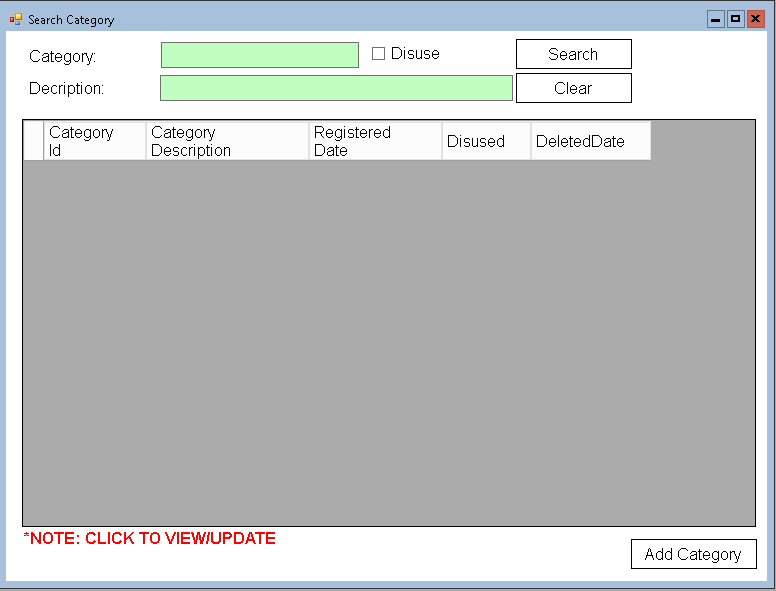 Search Category
Category:
Disuse
Search
Decription:
Clear
Category
Id
Category
Description
Registered
Date
Disused
DeletedDate
*NOTE: CLICK TO VIEW/UPDATE
Add Category